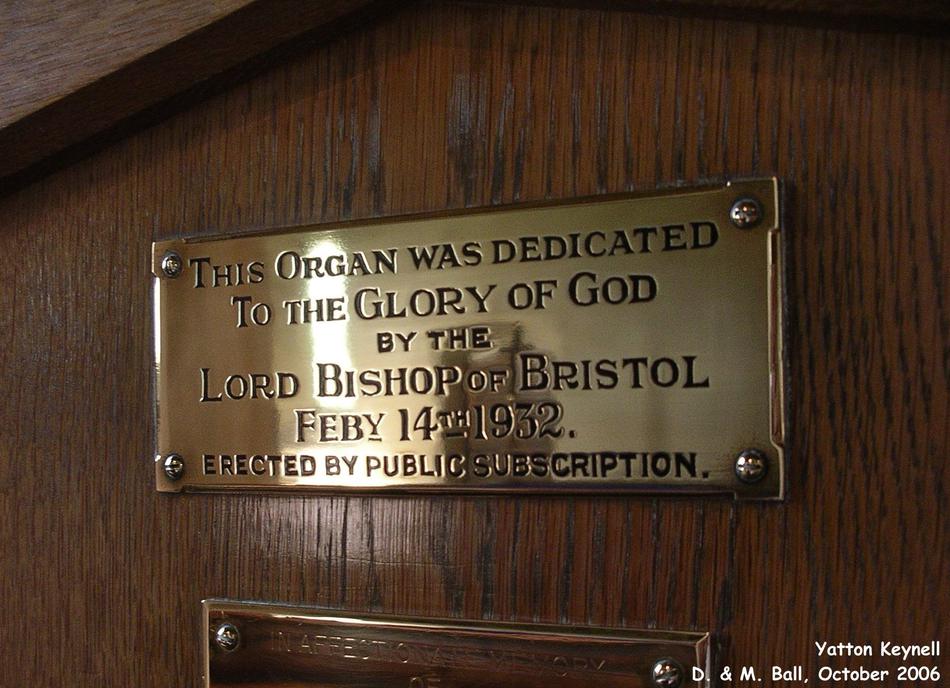 THIS ORGAN WAS DEDICATED
TO THE GLORY OF GOD
BY THE
LORD BISHOP OF BRISTOL
FEBY 14TH 1932.
ERECTED BY PUBLIC SUBSCRIPTION.
IN AFFECTIONATE MEMORY
OF
Yatton Keynell
D. & M. Ball, October 2006